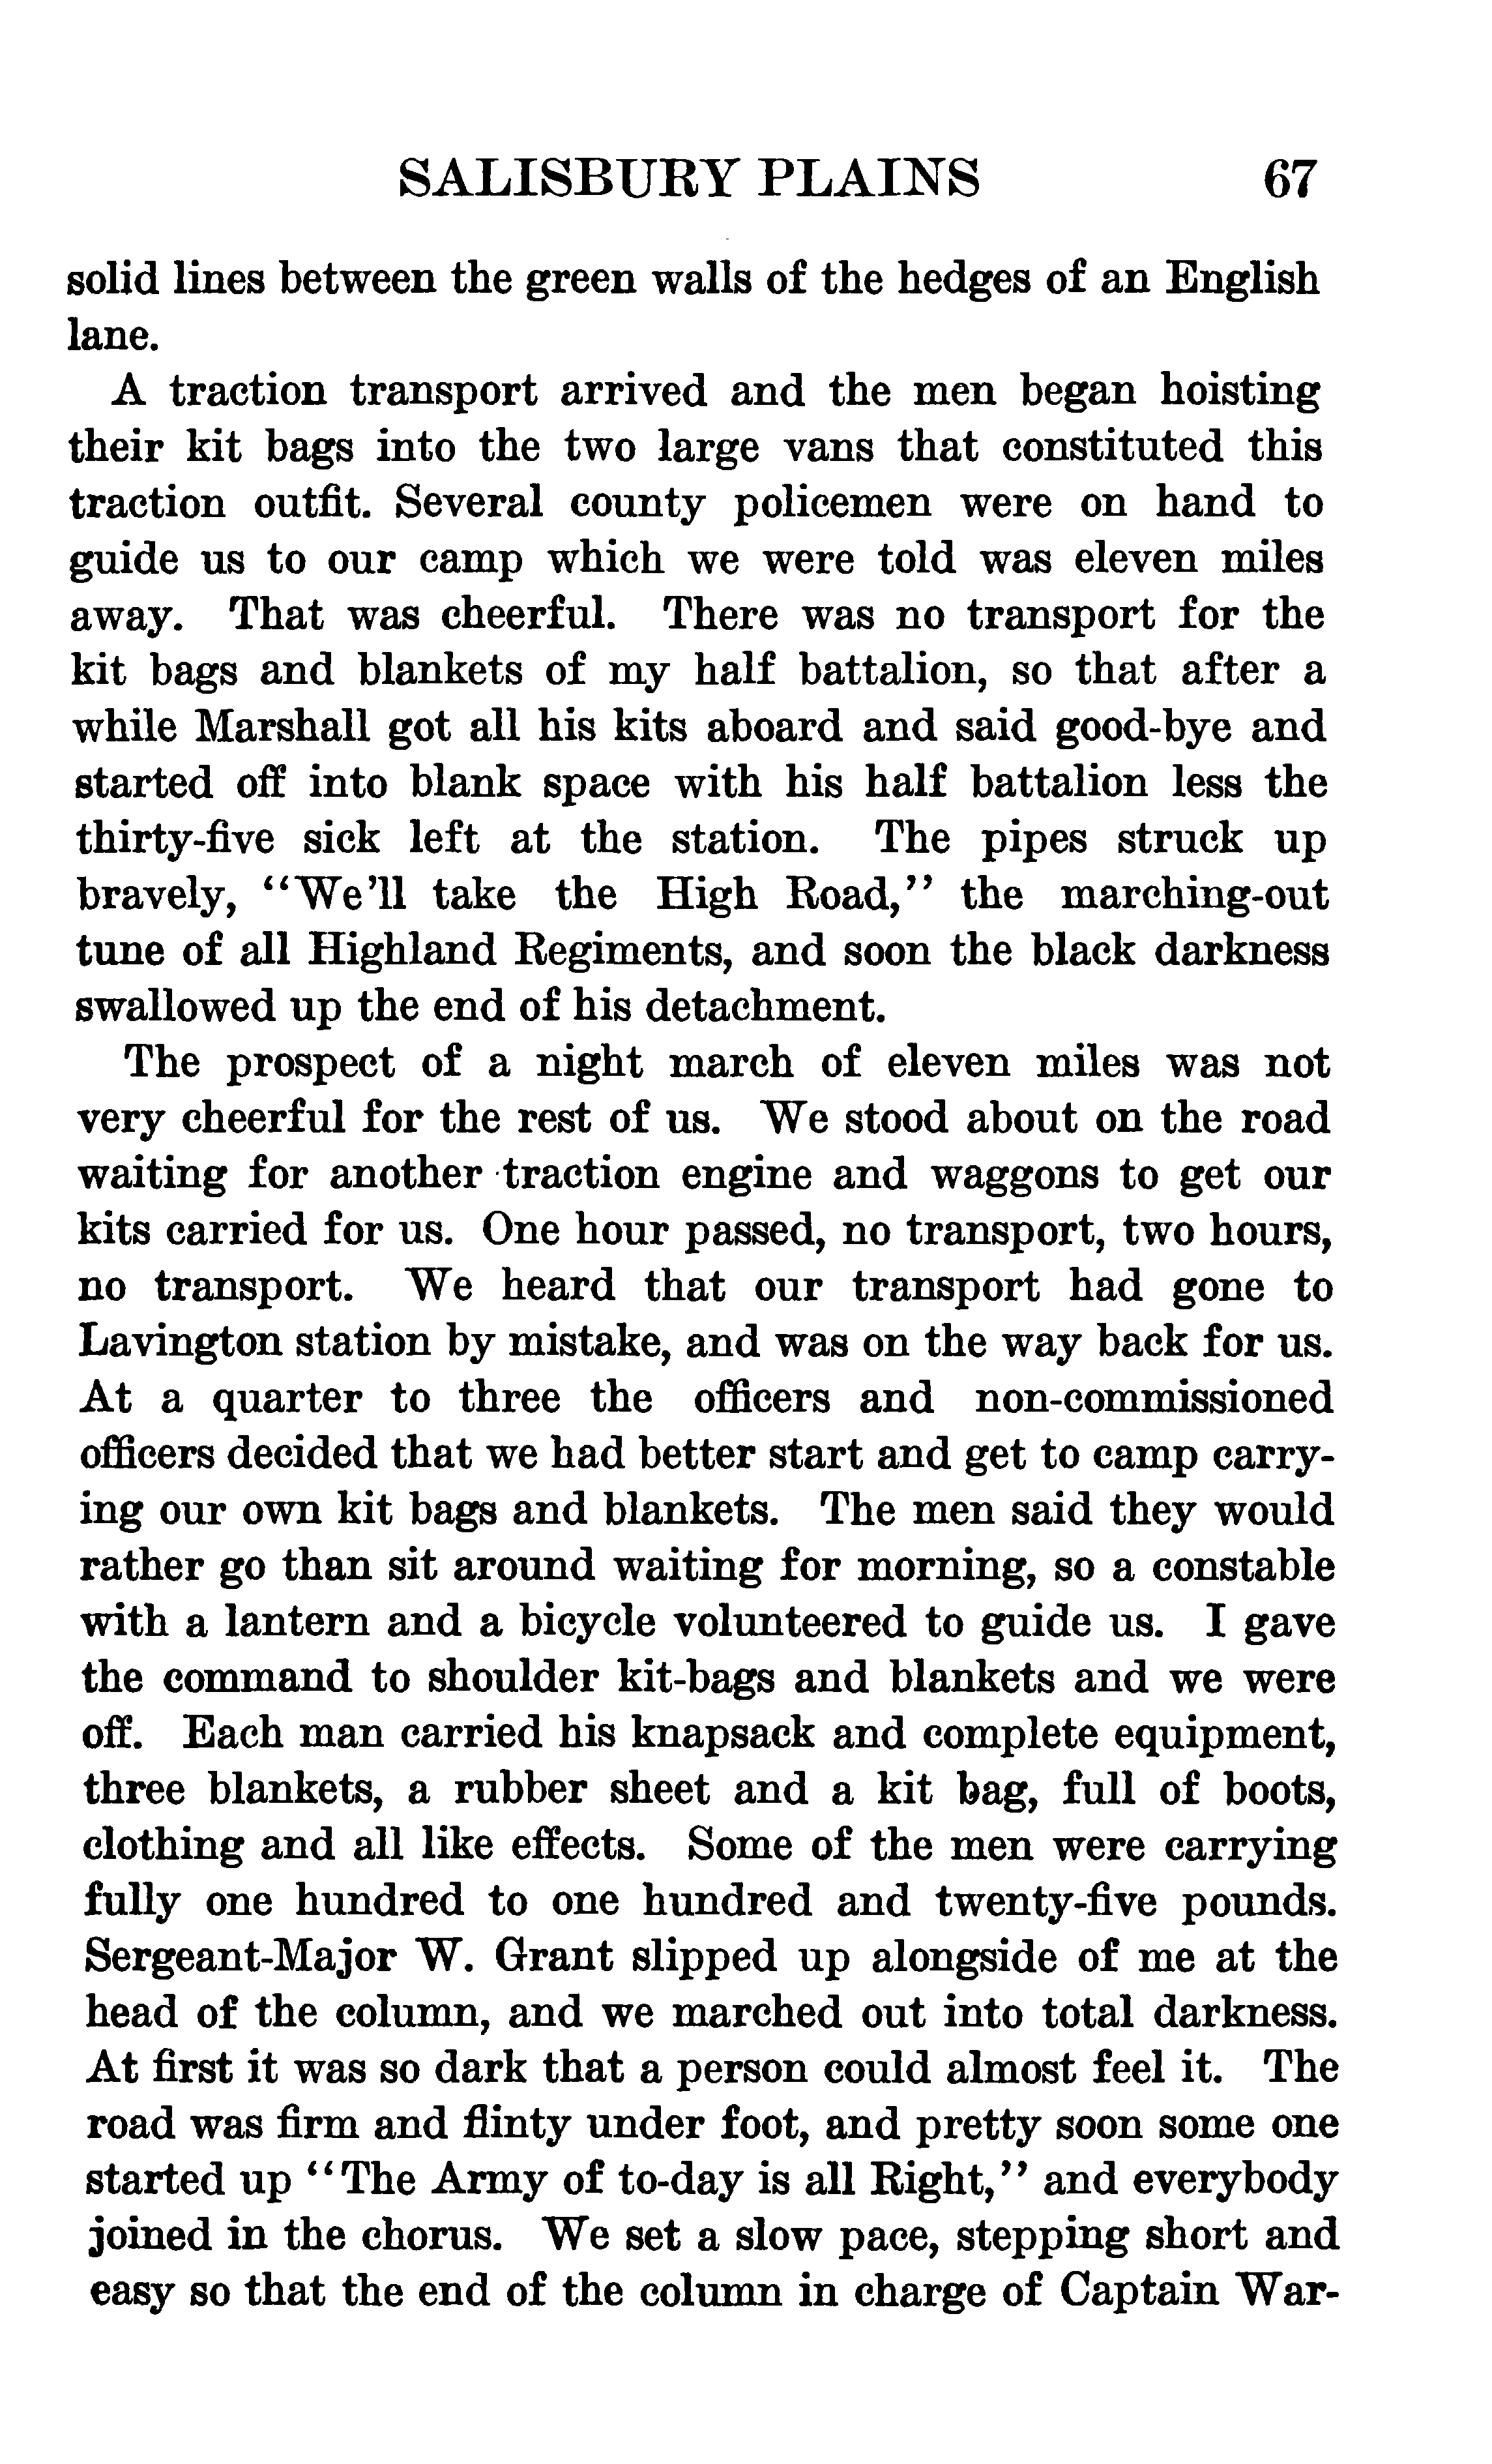 SALISBURY PLAINS 67
solid lines between the green walls of the hedges of an English
lane.
A traction transport arrived and the men began hoisting
their kit bags into the two large vans that constituted this
traction outfit. Several county policemen were on hand to
guide us to our camp which we were told was eleven miles
away. That was cheerful. There was no transport for the
kit bags and blankets of my half battalion, so that after a
while Marshall got all his kits aboard and said good-bye and
started off into blank space with his half battalion less the
thirty-five sick left at the station. The pipes struck up
bravely, "We'll take the High Road," the marching-out
tune of all Highland Regiments, and soon the black darkness
swallowed up the end of his detachment.
The prospect of a night march of eleven miles was not
very cheerful for the rest of us. We stood about on the road
waiting for another traction engine and waggons to get our
kits carried for us. One hour passed, no transport, two hours,
no transport. We heard that our transport had gone to
Lavington station by mistake, and was on the way back for us.
At a quarter to three the officers and non-commissioned
officers decided that we had better start and get to camp carry-
ing our own kit bags and blankets. The men said they would
rather go than sit around waiting for morning, so a constable
with a lantern and a bicycle volunteered to guide us. I gave
the command to shoulder kit-bags and blankets and we were
off. Each man carried his knapsack and complete equipment,
three blankets, a rubber sheet and a kit bag, full of boots,
clothing and all like effects. Some of the men were carrying
fully one hundred to one hundred and twenty-five pounds.
Sergeant-Major W. Grant slipped up alongside of me at the
head of the column, and we marched out into total darkness.
At first it was so dark that a person could almost feel it. The
road was firm and flinty under foot, and pretty soon some one
started up "The Army of to-day is all Right," and everybody
joined in the chorus. We set a slow pace, stepping short and
easy so that the end of the column in charge of Captain War-